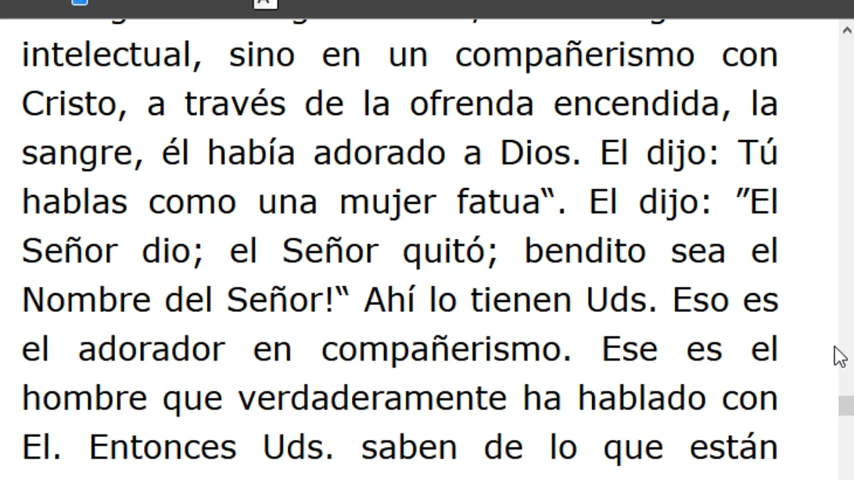 intelectual, sino en un compañerismo con
Cristo, a través de la ofrenda encendida, la
sangre, él había adorado a Dios. El dijo: Tú
hablas como una mujer fatua‟. El dijo: ″El
Señor dio; el Señor quitó; bendito sea el
Nombre del Señor!‟ Ahí lo tienen Uds. Eso es
el adorador en compañerismo. Ese es el
hombre que verdaderamente ha hablado con
El. Entonces Uds. saben de lo que están